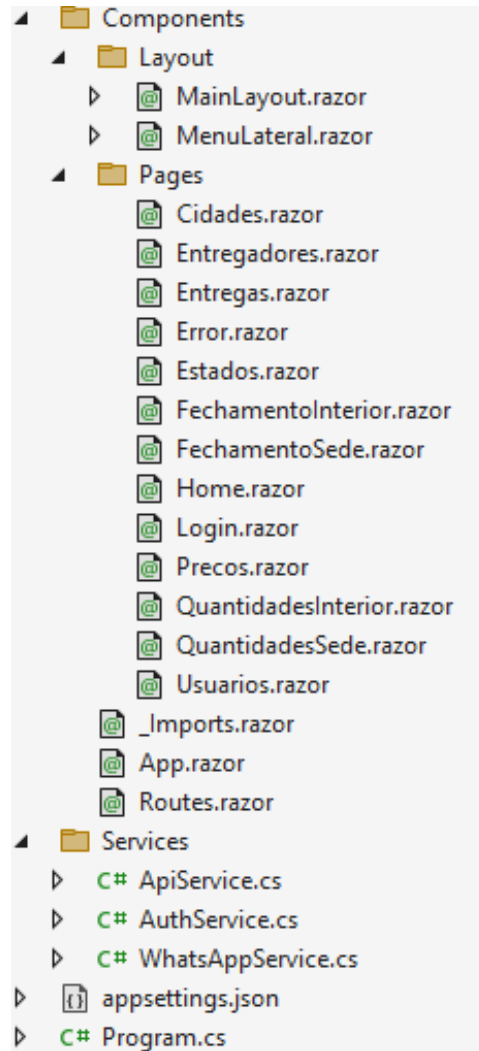 Components
Layout
MainLayout.razor
MenuLateral.razor
Pages
Cidades.razor
Entregadores.razor
Entregas.razor
Error.razor
Estados.razor
FechamentoInterior.razor
FechamentoSede.razor
Home.razor
Login.razor
Precos.razor
QuantidadesInterior.razor
QuantidadesSede.razor
Usuarios.razor
_Imports.razor
App.razor
Routes.razor
Services
C# ApiService.cs
C# AuthService.cs
C# WhatsAppService.cs
appsettings.json
C# Program.cs